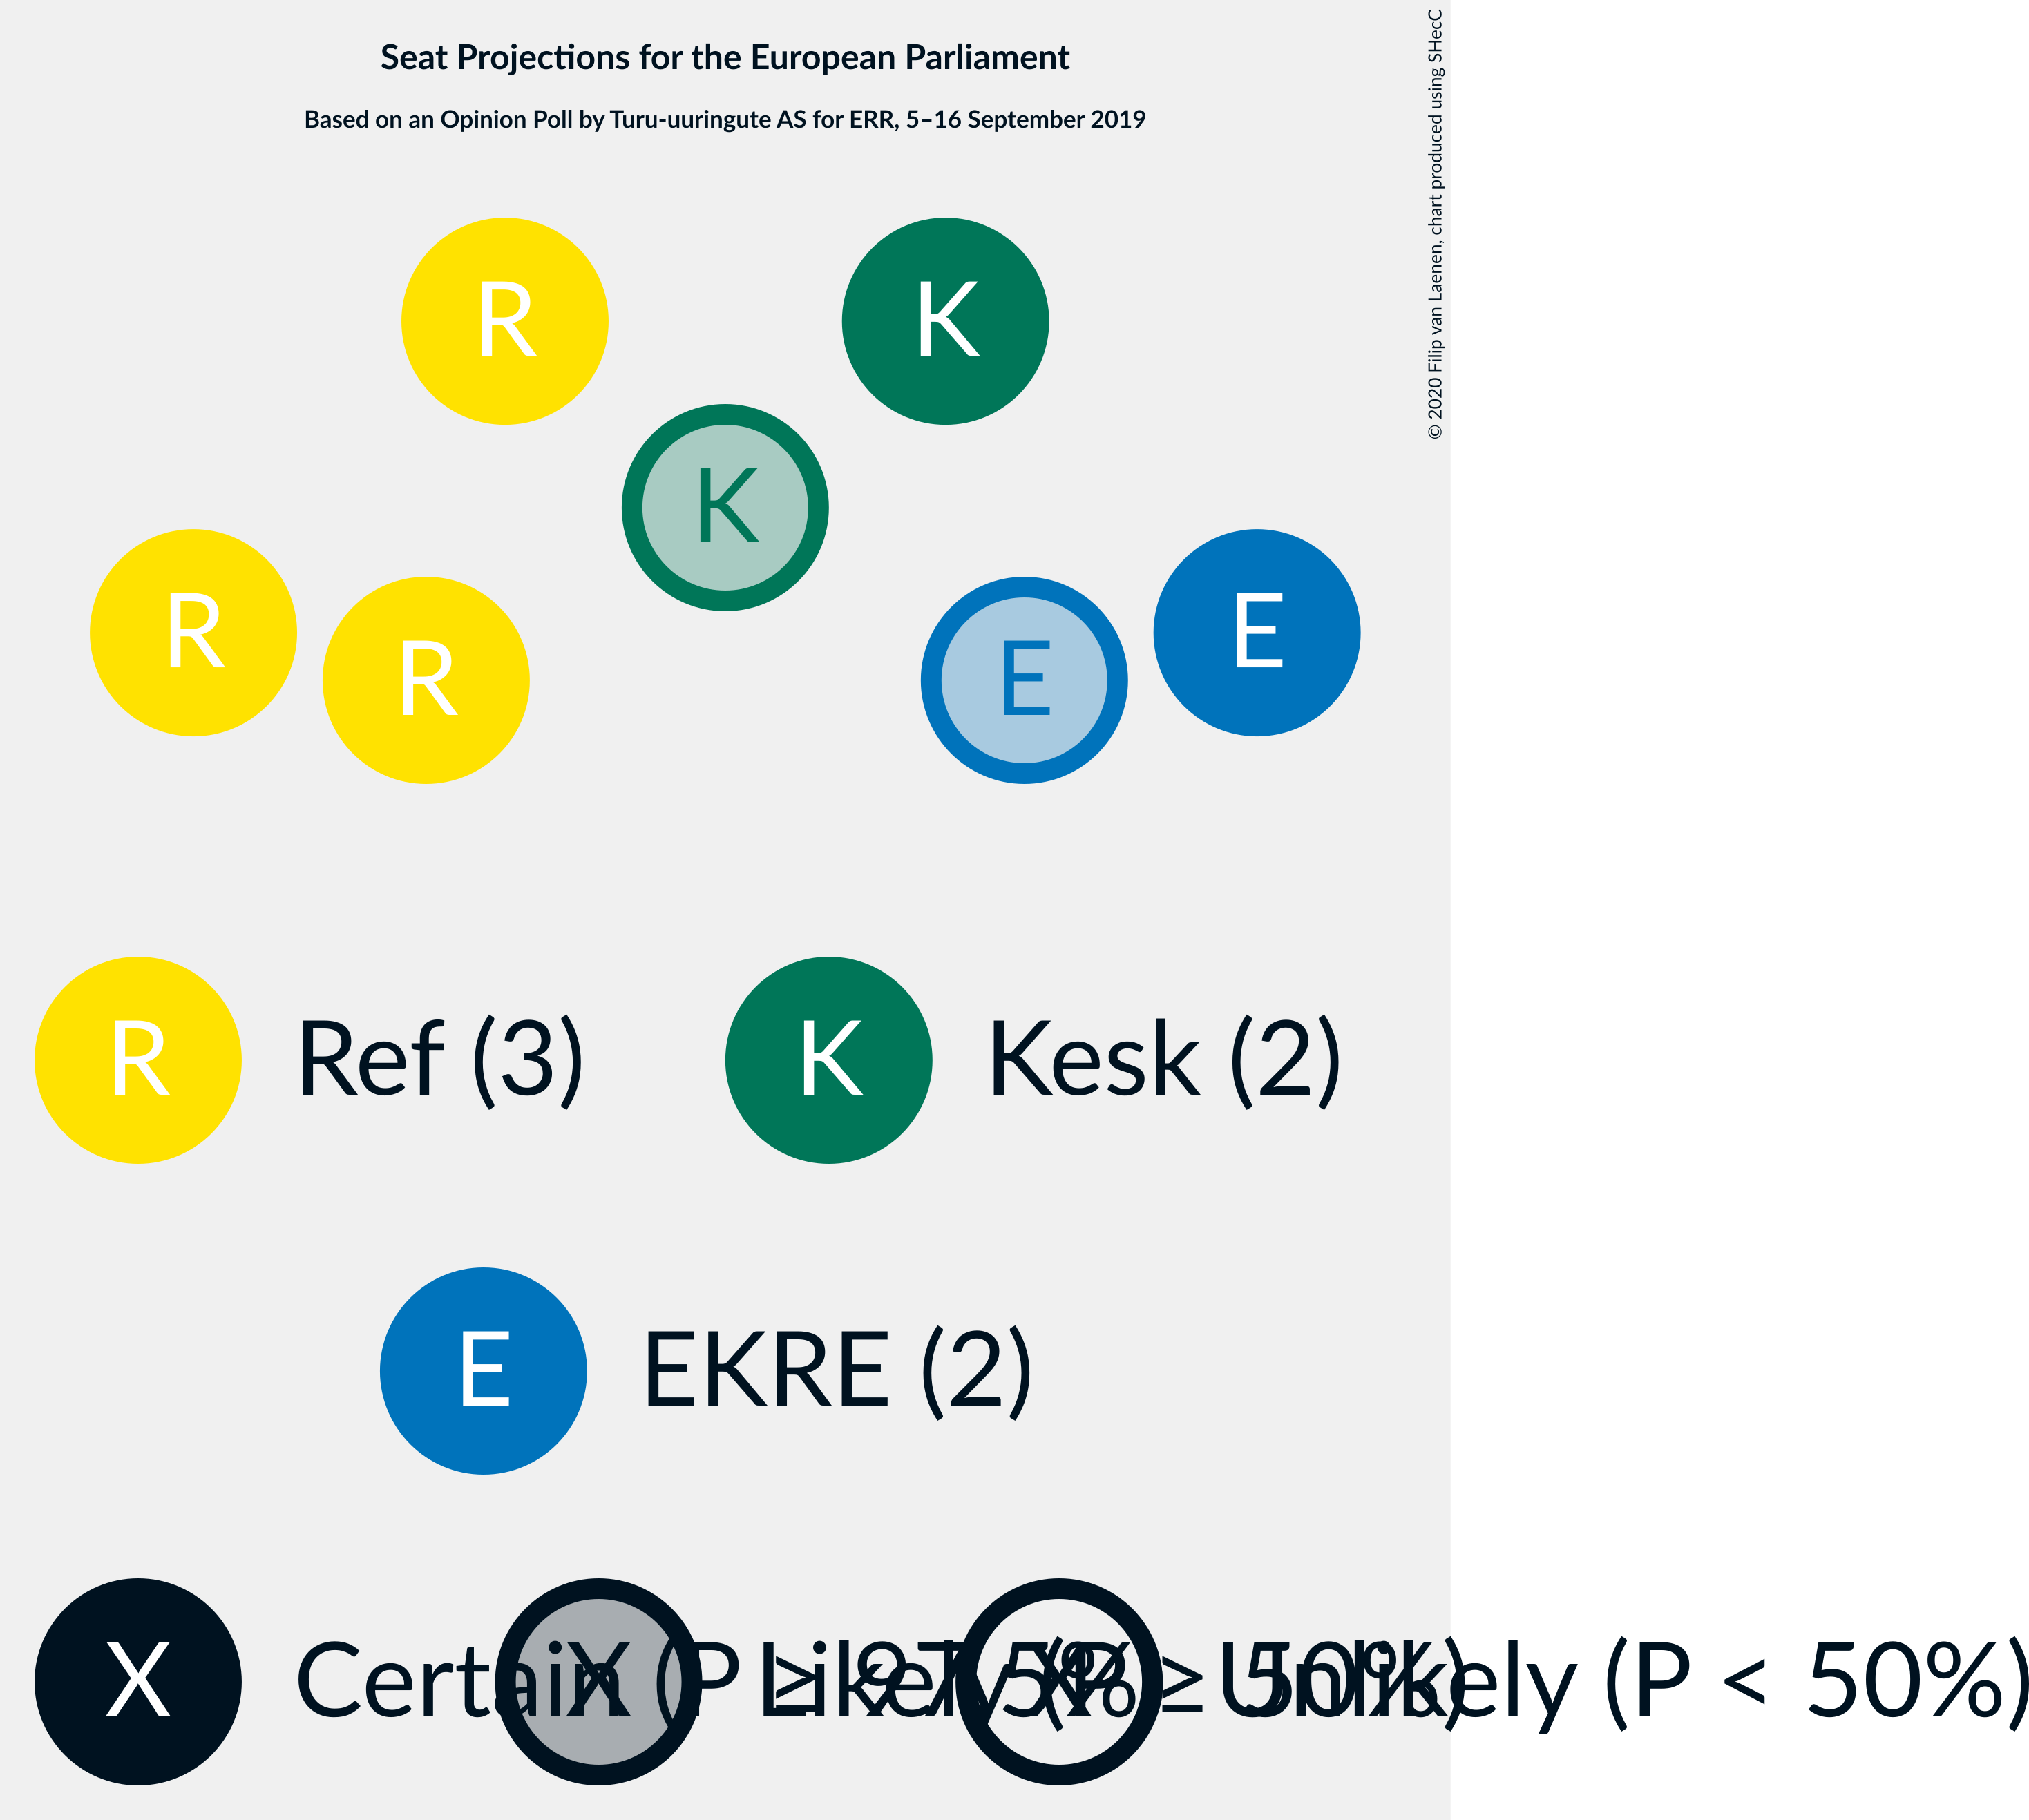 Seat Projections for the European Parliament
Based on an Opinion Poll by Turu-uuringute AS for ERR, 5–16 September 2019
© 2020 Filip van Laenen, chart produced using SHecC
R
K
K
R
R
E
E
R Ref (3)
K Kesk (2)
E EKRE (2)
X Certain (P ≥ 95%)
X Likely (P ≥ 50%)
X Unlikely (P < 50%)